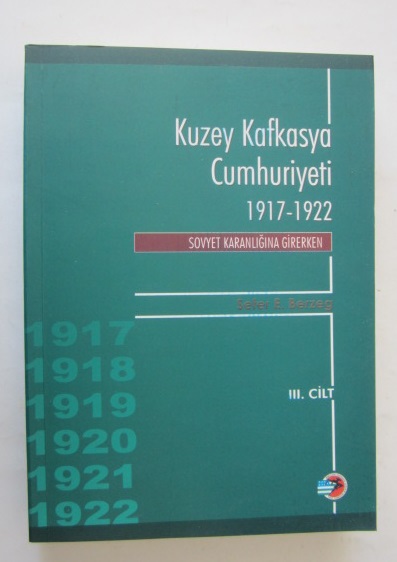 Kuzey Kafkasya
Cumhuriyeti
1917-1922
SOVYET KARANLIĞINA GİRERKEN
Sefer E. Berzeg
1917
1918
1919
1920
1921
1922
III. CİLT